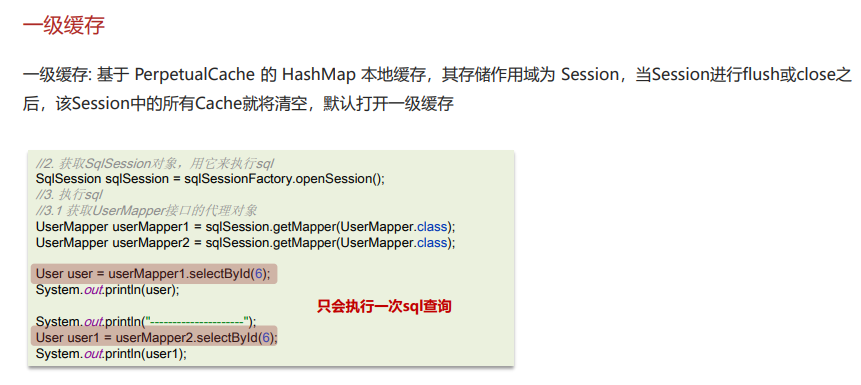 一级缓存
一级缓存: 基于 PerpetualCache 的 HashMap 本地缓存，其存储作用域为 Session，当Session进行flush或close之
后，该Session中的所有Cache就将清空，默认打开一级缓存
//2. 获取SqlSession对象，用它来执行sql
SqlSession sqlSession = sqlSessionFactory.openSession();
//3. 执行sql
//3.1 获取UserMapper接口的代理对象
UserMapper userMapper1 = sqlSession.getMapper(UserMapper.class);
UserMapper userMapper2 = sqlSession.getMapper(UserMapper.class);
User user = userMapper1.selectById(6);
System.out.println(user);
只会执行一次sql查询
System.out.println("---------------------");
User user1 = userMapper2.selectById(6);
System.out.println(user1);